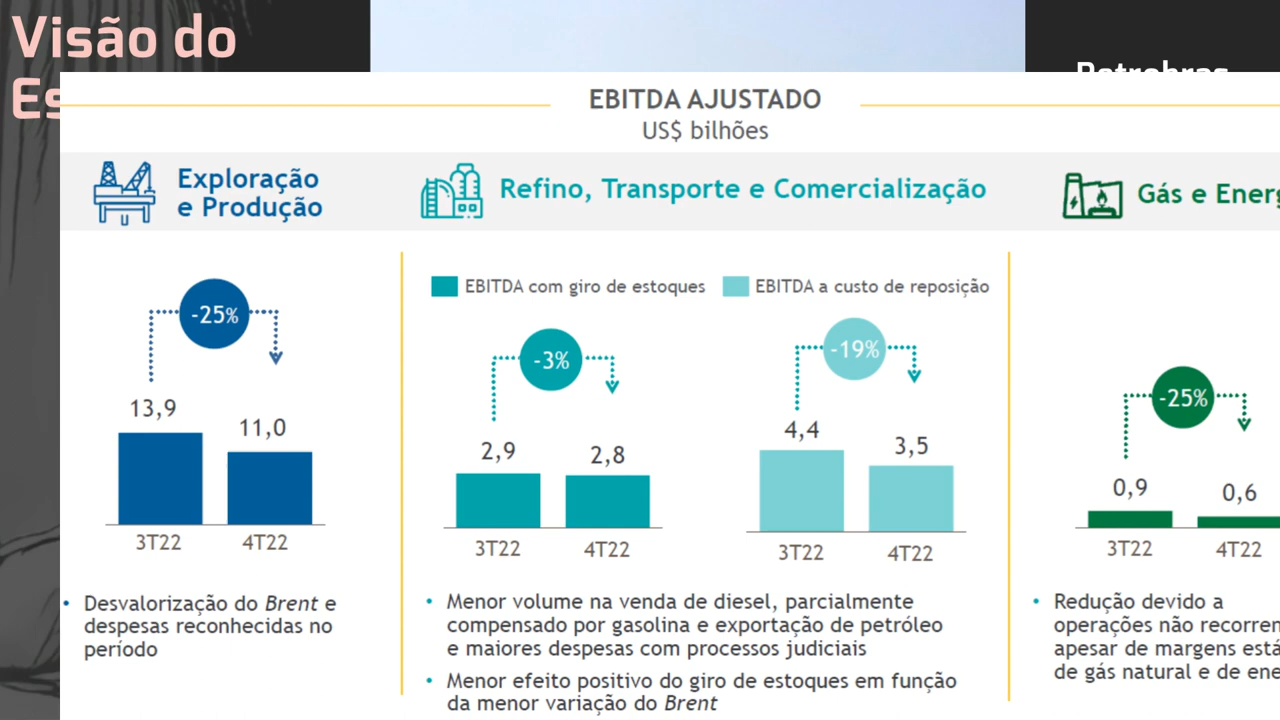 Visão do
Petrobras
EBITDA AJUSTADO
US$ bilhões
Exploração
e Produção
Refino, Transporte e Comercialização
Gás e
EBITDA com giro de estoques
EBITDA a custo de reposição
-25%
13,9
11,0
3T22
4T22
-3%
2,9
2,8
3T22
4T22
-19%
4,4
3,5
3T22
4T22
-25%
0,9
0,6
3T22
4T22
• Desvalorização do Brent e
despesas reconhecidas no
período
• Menor volume na venda de diesel, parcialmente
compensado por gasolina e exportação de petróleo
e maiores despesas com processos judiciais
• Menor efeito positivo do giro de estoques em função
da menor variação do Brent
• Redução devido a
operações não
apesar de margens
de gás natural e de